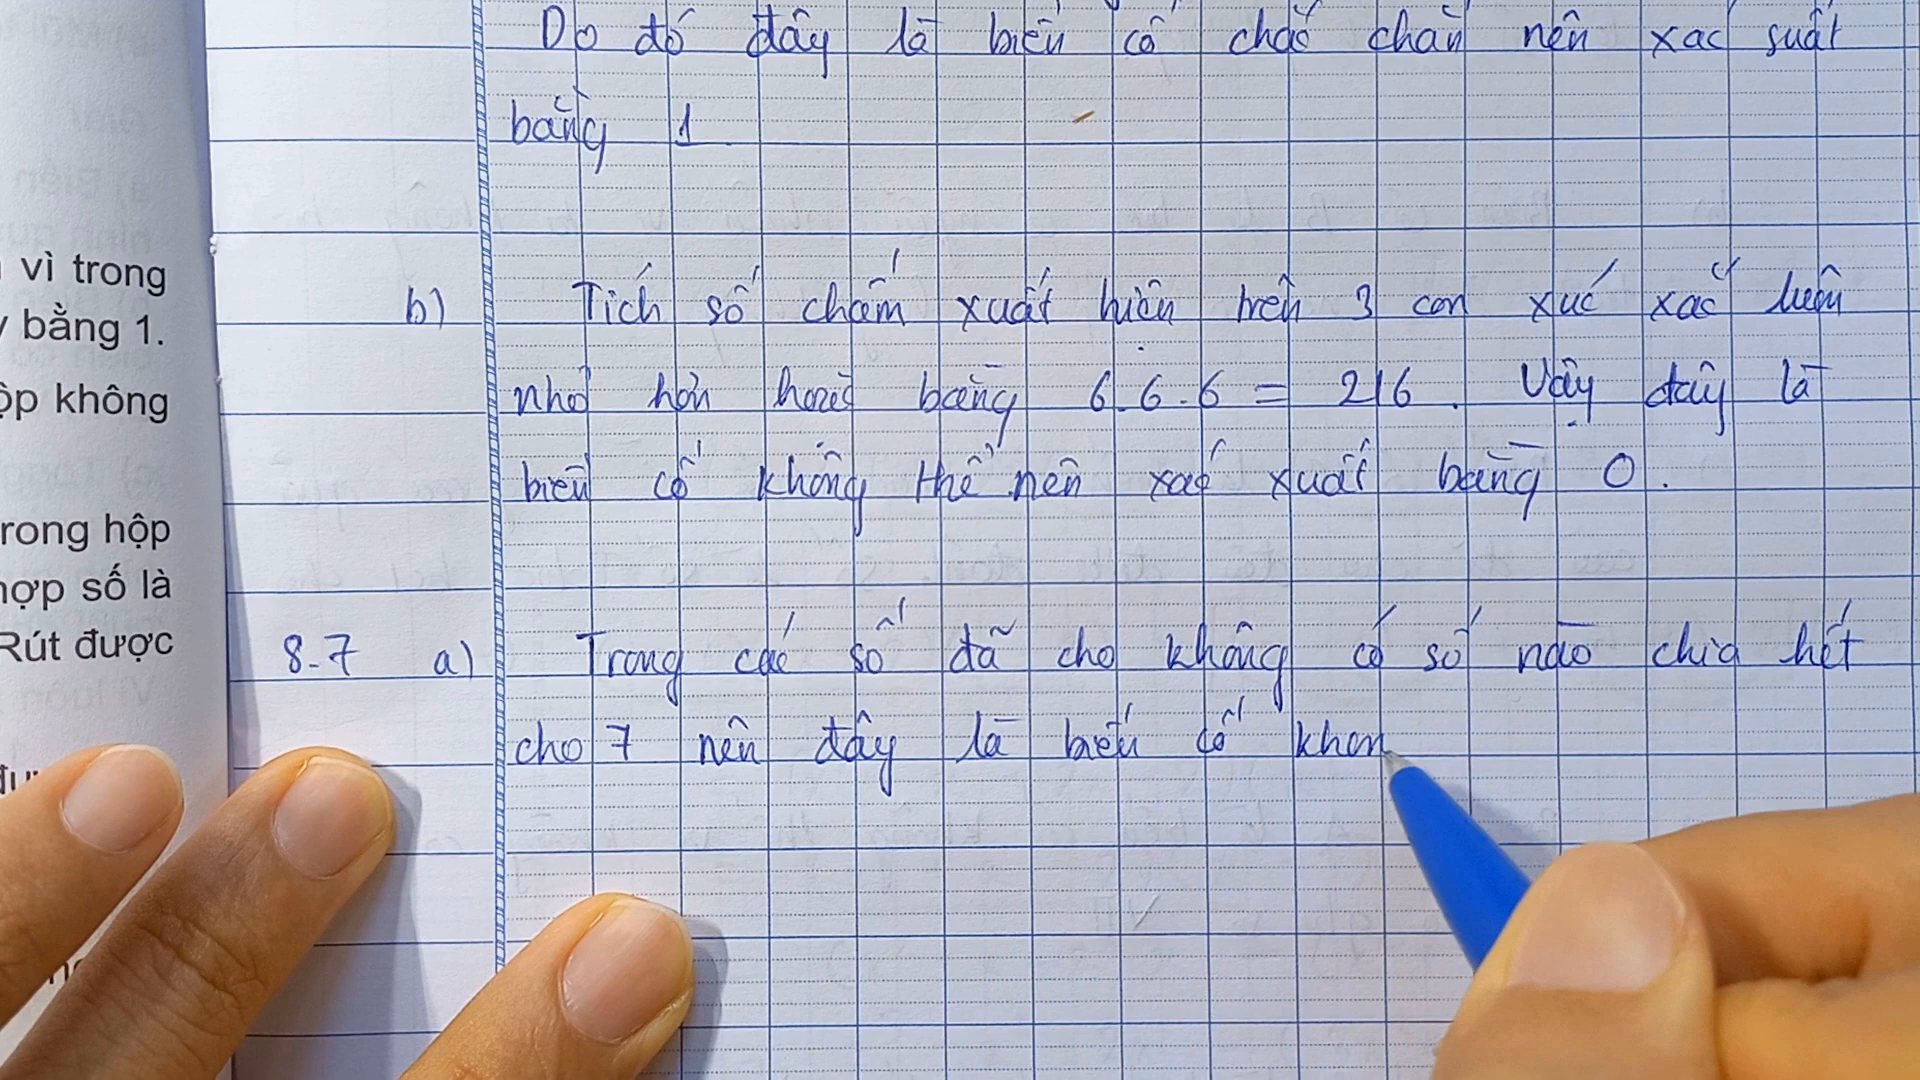 Do đó đây là biến cố chắc chắn nên xác suất
bằng 1
vì trong
bằng 1.
ộp không
rong hộp
hợp số là
Rút được
b) Tích số chấm xuất hiện trên 3 con xúc xắc luôn
nhỏ hơn hoặc bằng 6.6.6 = 216. Vậy đây là
biến cố không thể nên xác xuất bằng 0.
8.7 a) Trong các số đã cho không có số nào chia hết
cho 7 nên đây là biến cố khon